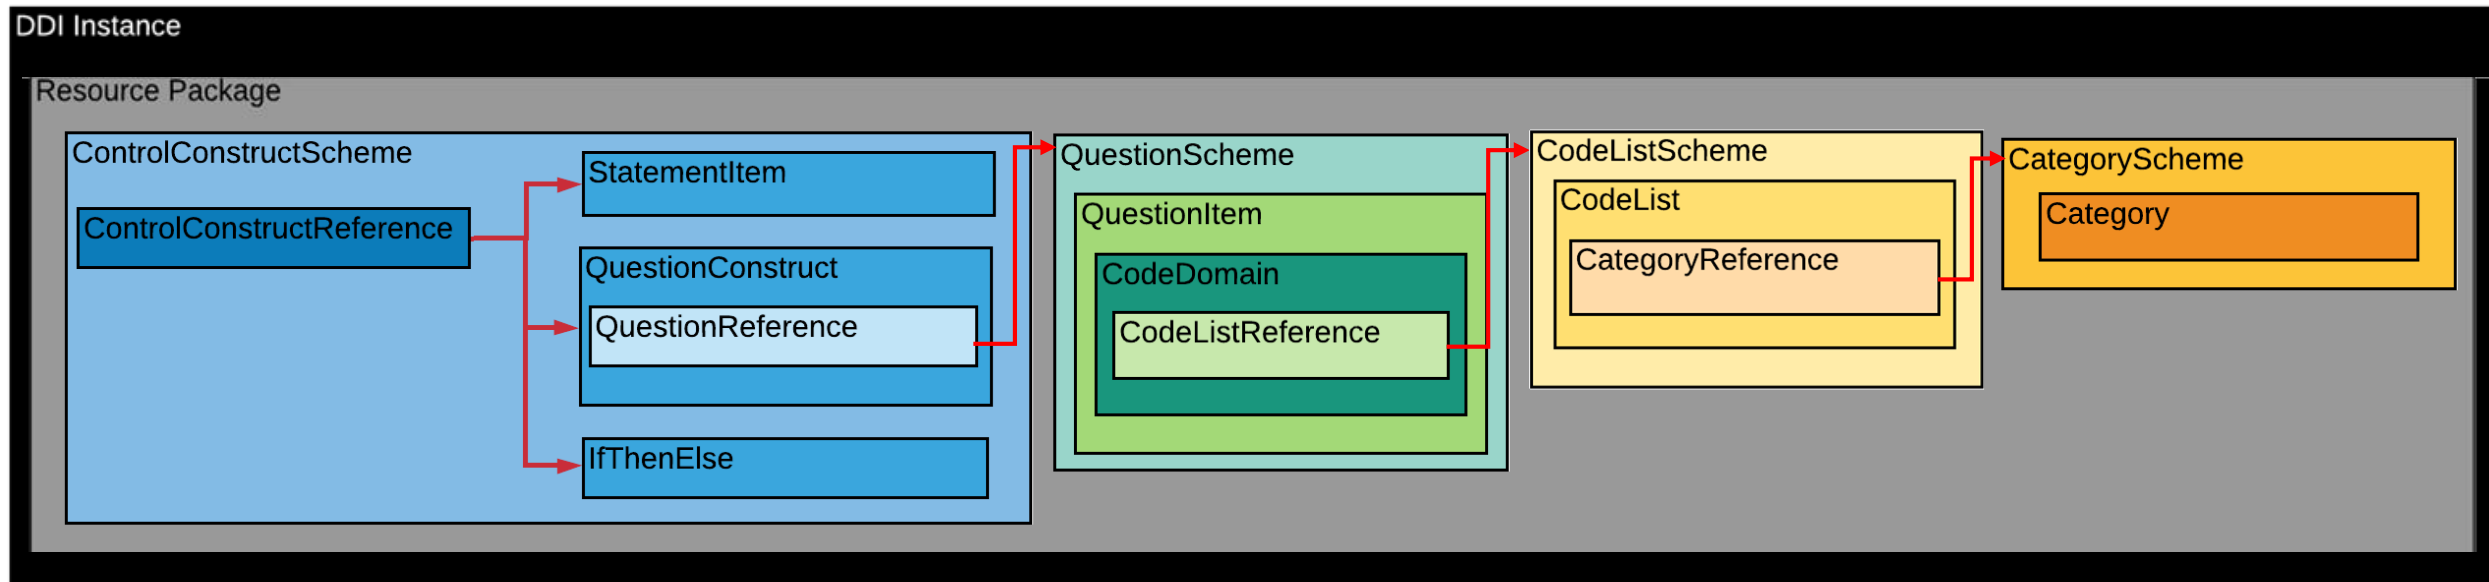 DDI Instance
Resource Package
ControlConstructScheme
ControlConstructReference
StatementItem
QuestionConstruct
QuestionReference
IfThenElse
QuestionScheme
QuestionItem
CodeDomain
CodeListReference
CodeListScheme
CodeList
CategoryReference
CategoryScheme
Category